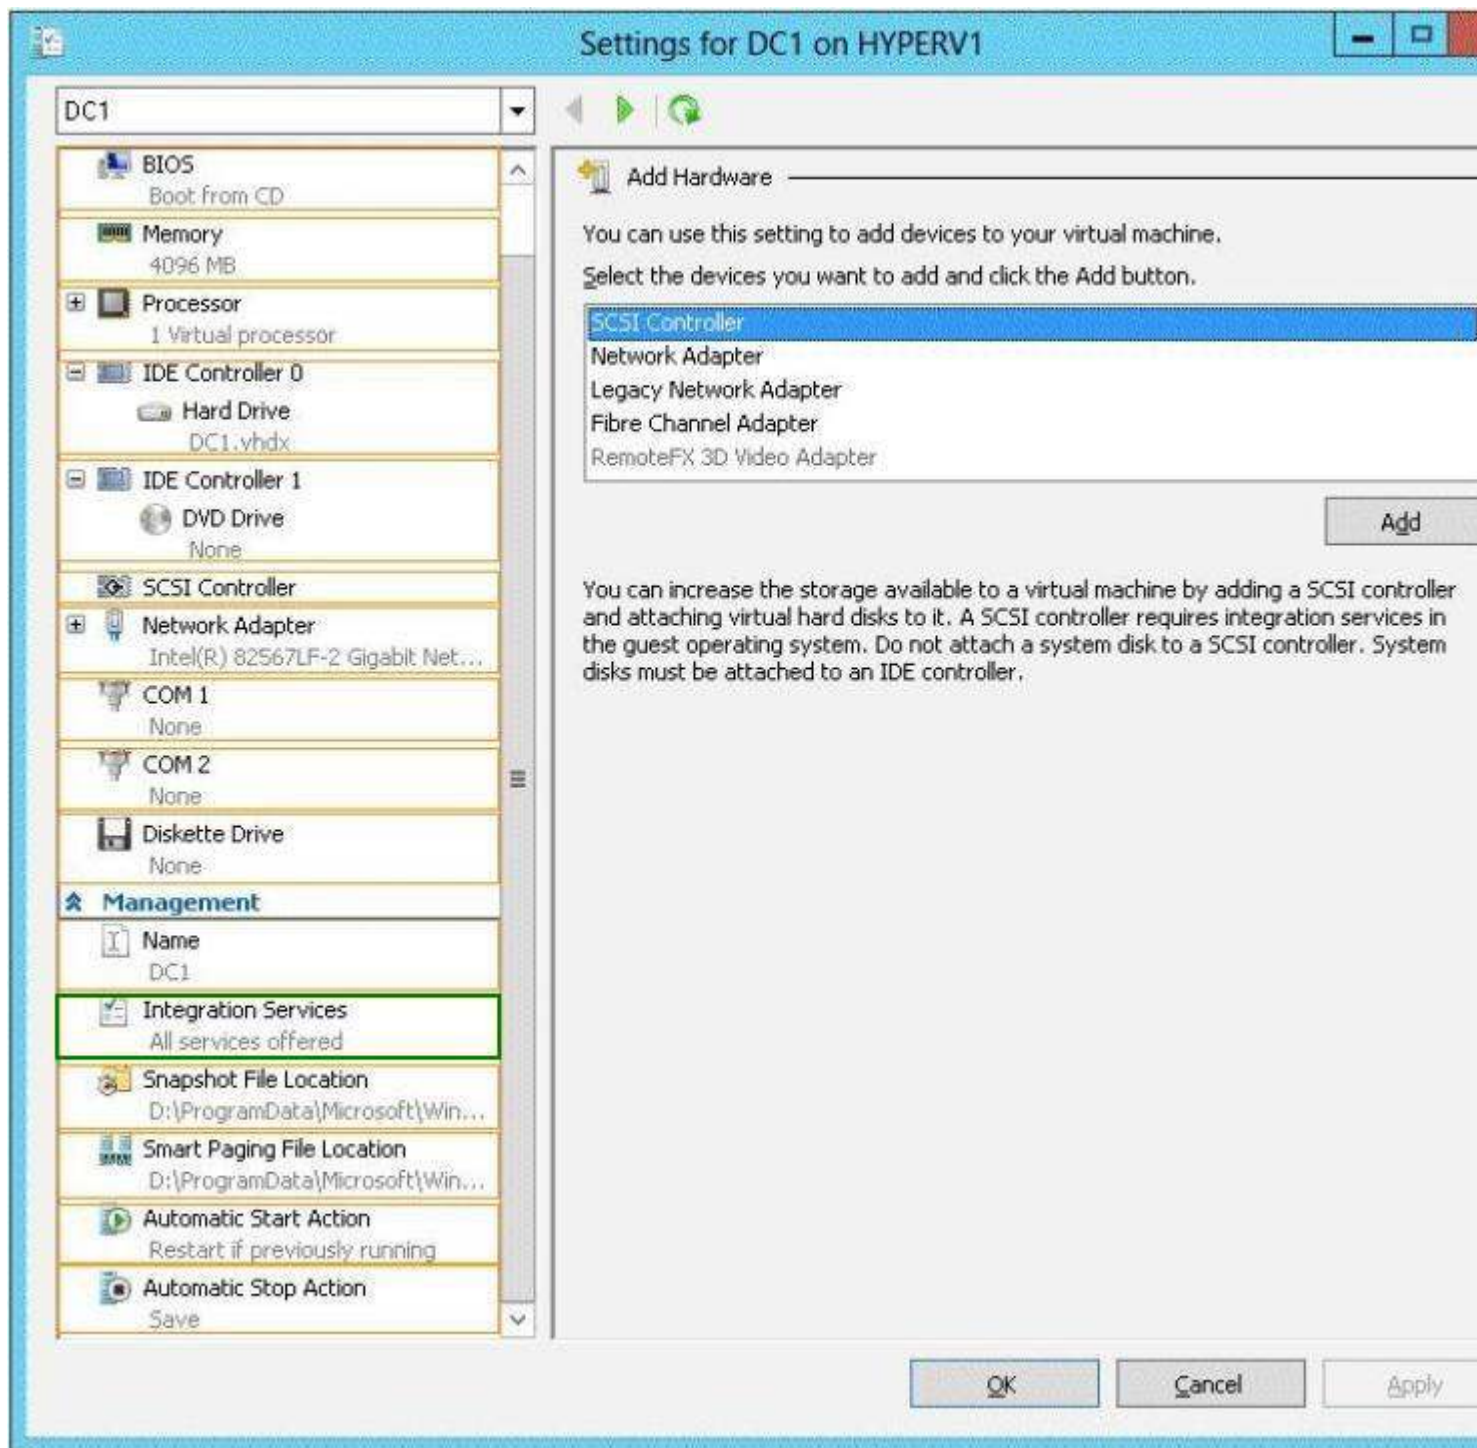 Settings for DC1 on HYPERV1
DC1
BIOS
Boot from CD
Memory
4096 MB
Processor
1 Virtual processor
IDE Controller 0
Hard Drive
DC1.vhdx
IDE Controller 1
DVD Drive
None
SCSI Controller
Network Adapter
Intel(R) 82567LF-2 Gigabit Net...
COM 1
None
COM 2
None
Diskette Drive
None
Management
Name
DC1
Integration Services
All services offered
Snapshot File Location
D:\ProgramData\Microsoft\Win...
Smart Paging File Location
D:\ProgramData\Microsoft\Win...
Automatic Start Action
Restart if previously running
Automatic Stop Action
Save
Add Hardware
You can use this setting to add devices to your virtual machine.
Select the devices you want to add and click the Add button.
SCSI Controller
Network Adapter
Legacy Network Adapter
Fibre Channel Adapter
RemoteFX 3D Video Adapter
Add
You can increase the storage available to a virtual machine by adding a SCSI controller
and attaching virtual hard disks to it. A SCSI controller requires integration services in
the guest operating system. Do not attach a system disk to a SCSI controller. System
disks must be attached to an IDE controller.
OK
Cancel
Apply